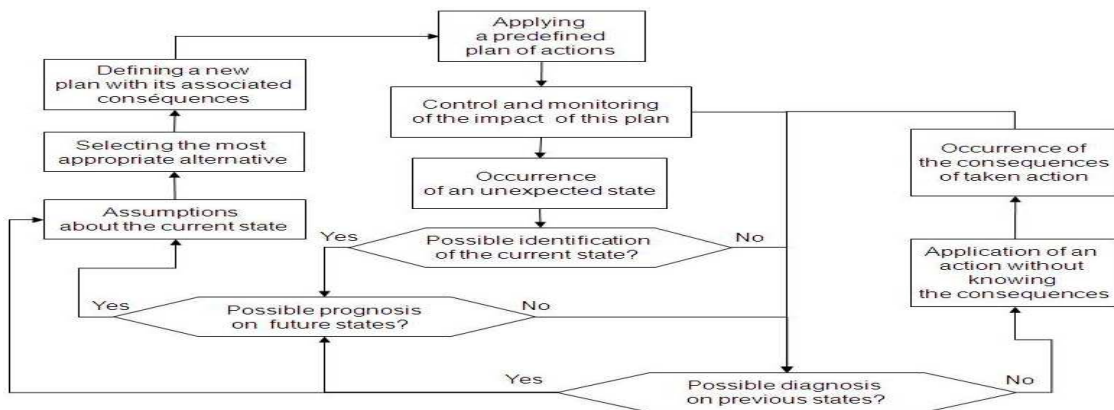 Applying
a predefined
plan of actions
Defining a new
plan with its associated
conséquences
Control and monitoring
of the impact of this plan
Selecting the most
appropriate alternative
Occurrence of
the consequences
of taken action
Occurrence
of an unexpected state
Assumptions
about the current state
Yes
Possible identification
of the current state?
No
Application of an
action without
knowing
the consequences
Yes
Possible prognosis
on future states?
No
Yes
Possible diagnosis
on previous states?
No